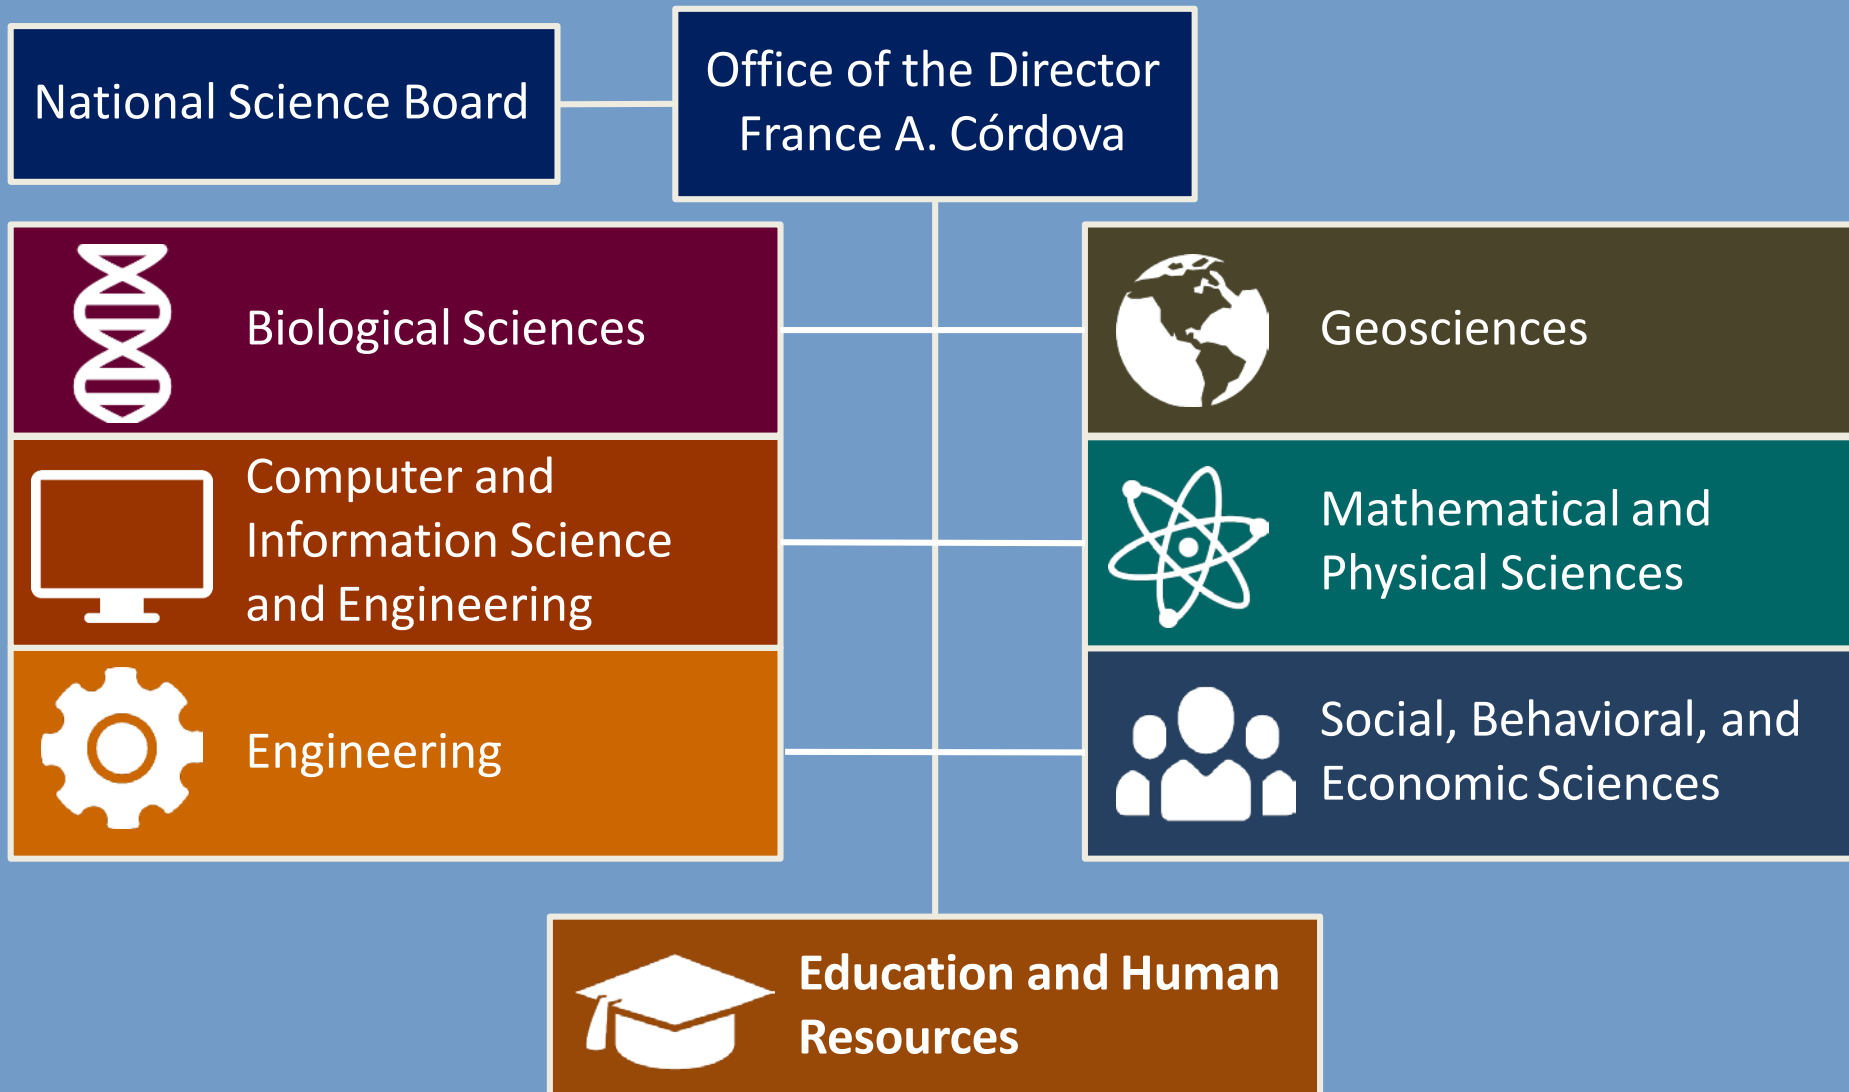 National Science Board
Office of the Director
France A. Córdova
Biological Sciences
Computer and
Information Science
and Engineering
Engineering
Geosciences
Mathematical and
Physical Sciences
Social, Behavioral, and
Economic Sciences
Education and Human
Resources